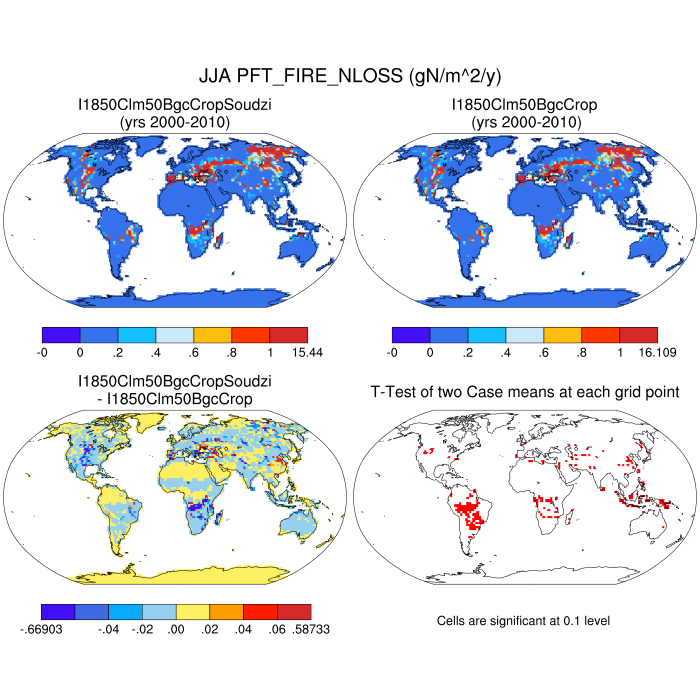 JJA PFT_FIRE_NLOSS (gN/m^2/y)
I1850Clm50BgcCropSoudzi
(yrs 2000-2010)
I1850Clm50BgcCrop
(yrs 2000-2010)
-0 0 .2 .4 .6 .8 1 15.44
-0 0 .2 .4 .6 .8 1 16.109
I1850Clm50BgcCropSoudzi
- I1850Clm50BgcCrop
T-Test of two Case means at each grid point
-.66903 -.04 -.02 .00 .02 .04 .06 .58733
Cells are significant at 0.1 level